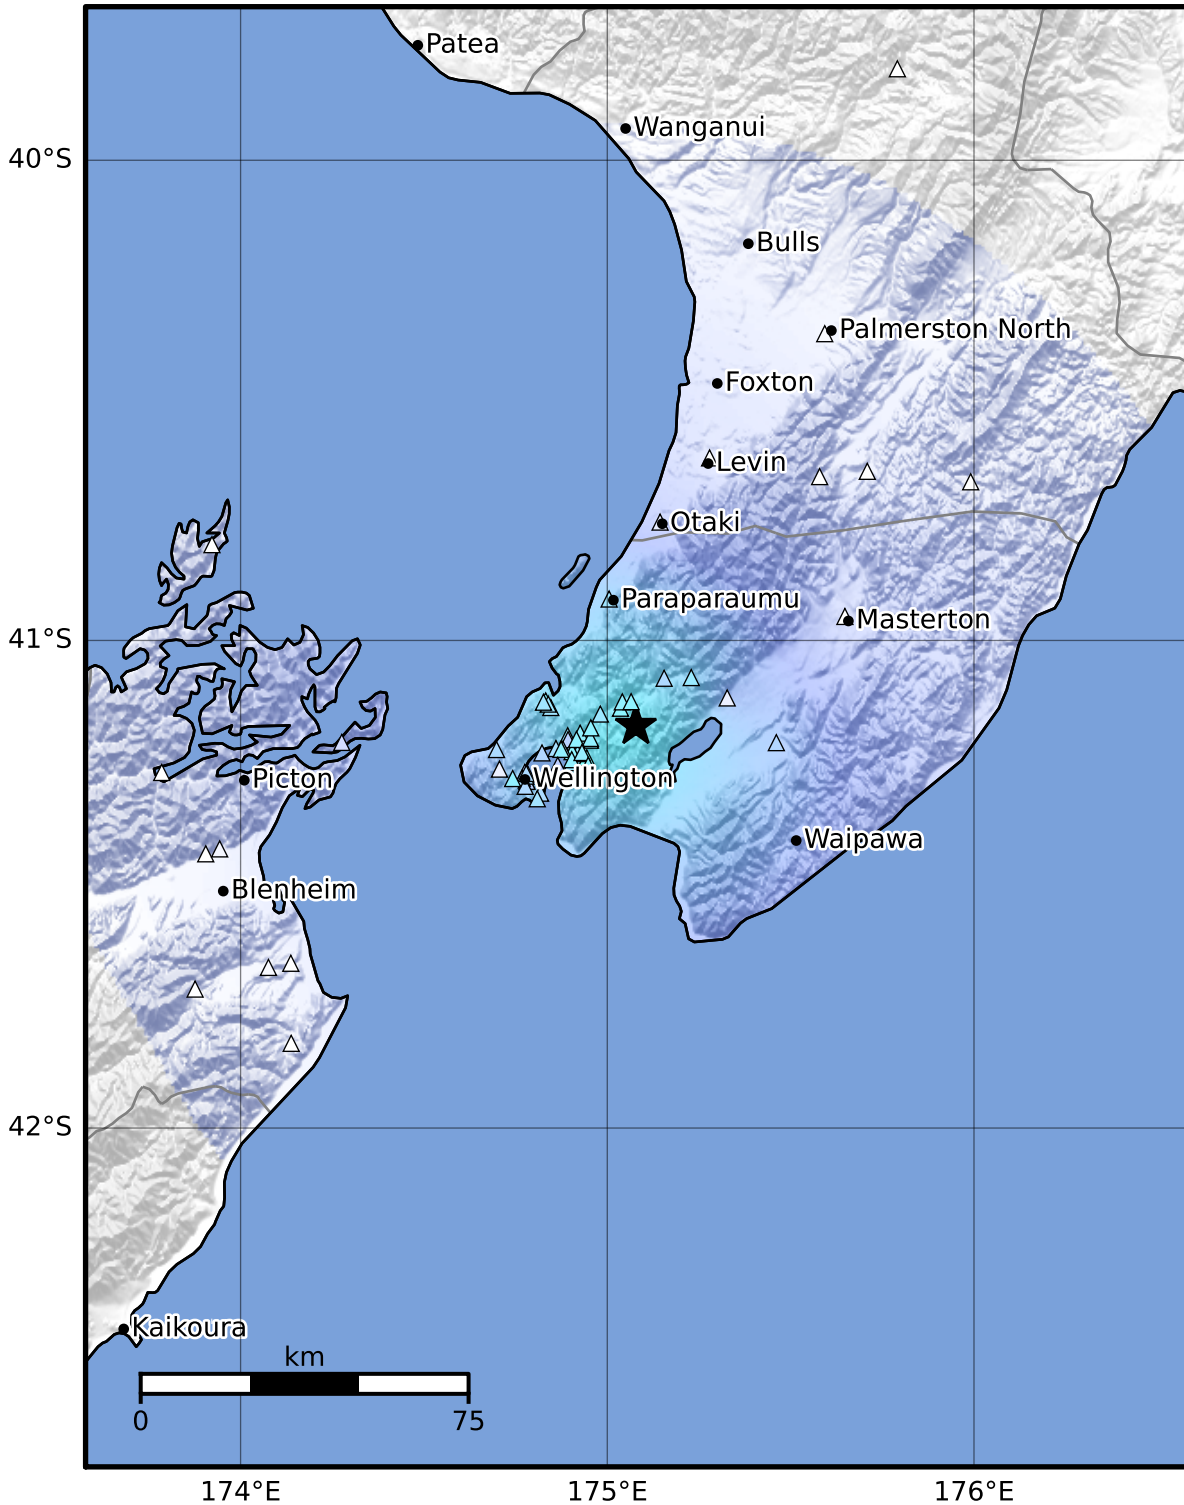 Patea
Wanganui
40°S
Bulls
Palmerston North
Foxton
Levin
Otaki
Paraparaumu
Masterton
41°S
Wellington
Picton
Waipawa
Blenheim
42°S
Kaikoura
km
0
75
174°E
175°E
176°E